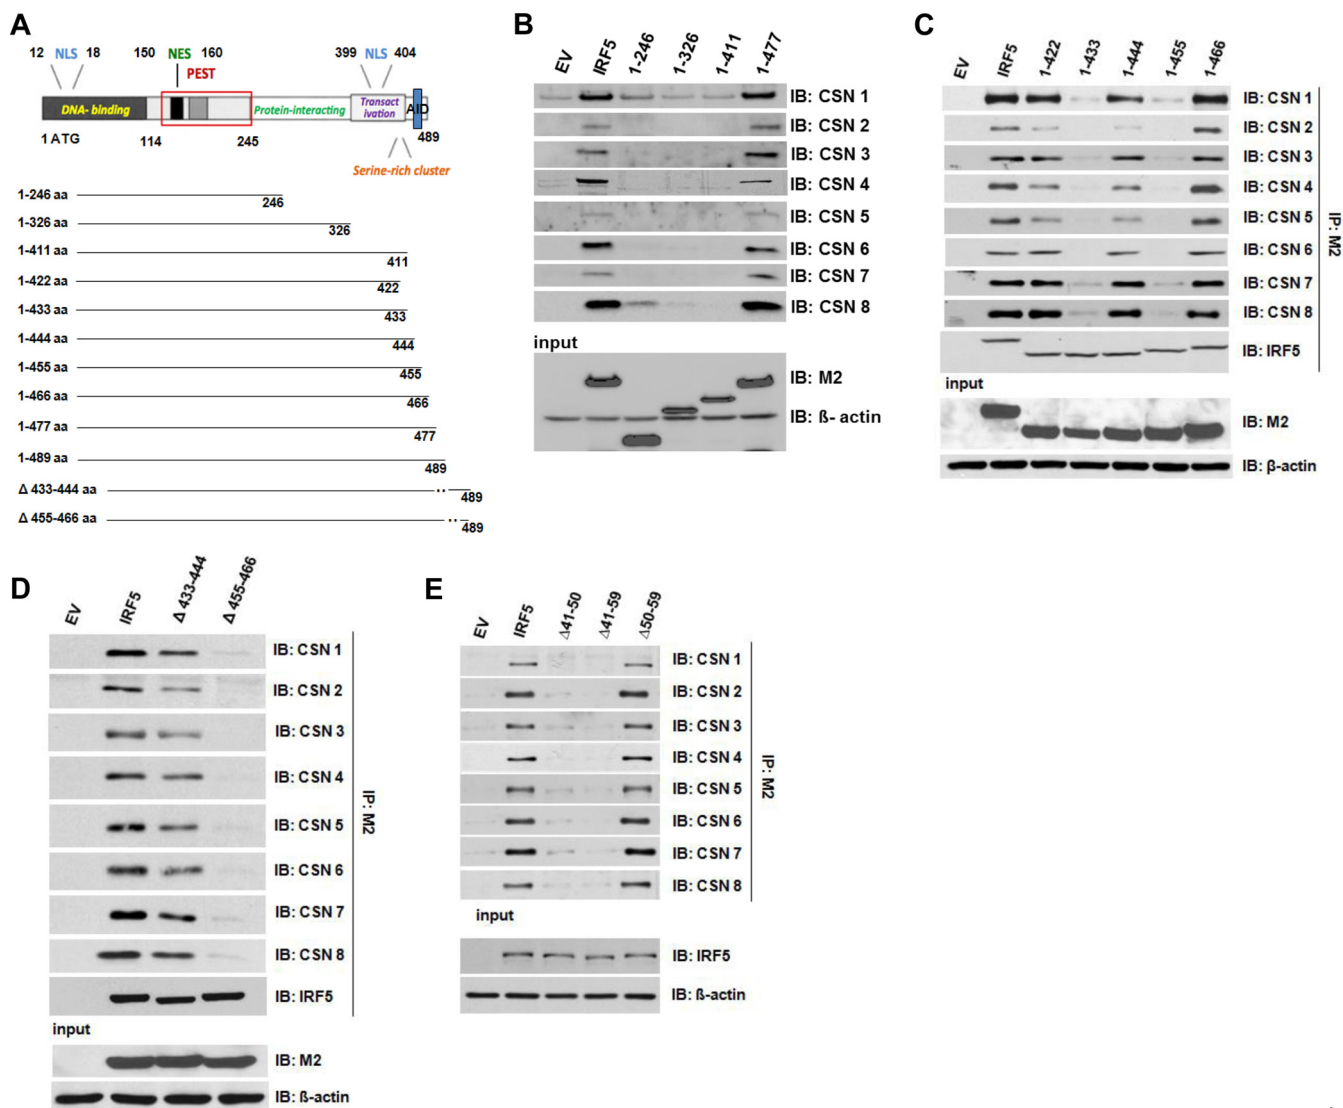 A
12 NLS 18 150 NES 160 399 NLS 404
PEST
DNA- binding Protein-interacting Transact ivation AID
1 ATG 114 245 489
Serine-rich cluster
1-246 aa
246
1-326 aa
326
1-411 aa
411
1-422 aa
422
1-433 aa
433
1-444 aa
444
1-455 aa
455
1-466 aa
466
1-477 aa
477
1-489 aa
489
Δ 433-444 aa
489
Δ 455-466 aa
489
B
EV IRF5 1-246 1-326 1-411 1-477
IB: CSN 1
IB: CSN 2
IB: CSN 3
IB: CSN 4
IB: CSN 5
IB: CSN 6
IB: CSN 7
IB: CSN 8
input
IB: M2
IB: ß- actin
C
EV IRF5 1-422 1-433 1-444 1-455 1-466
IB: CSN 1
IB: CSN 2
IB: CSN 3
IB: CSN 4
IB: CSN 5
IB: CSN 6
IB: CSN 7
IB: CSN 8
IB: IRF5
IP: M2
input
IB: M2
IB: β-actin
D
EV IRF5 Δ 433-444 Δ 455-466
IB: CSN 1
IB: CSN 2
IB: CSN 3
IB: CSN 4
IB: CSN 5
IB: CSN 6
IB: CSN 7
IB: CSN 8
IB: IRF5
IP: M2
input
IB: M2
IB: ß-actin
E
EV IRF5 Δ41-50 Δ41-59 Δ50-59
IB: CSN 1
IB: CSN 2
IB: CSN 3
IB: CSN 4
IB: CSN 5
IB: CSN 6
IB: CSN 7
IB: CSN 8
IP: M2
input
IB: IRF5
IB: ß-actin